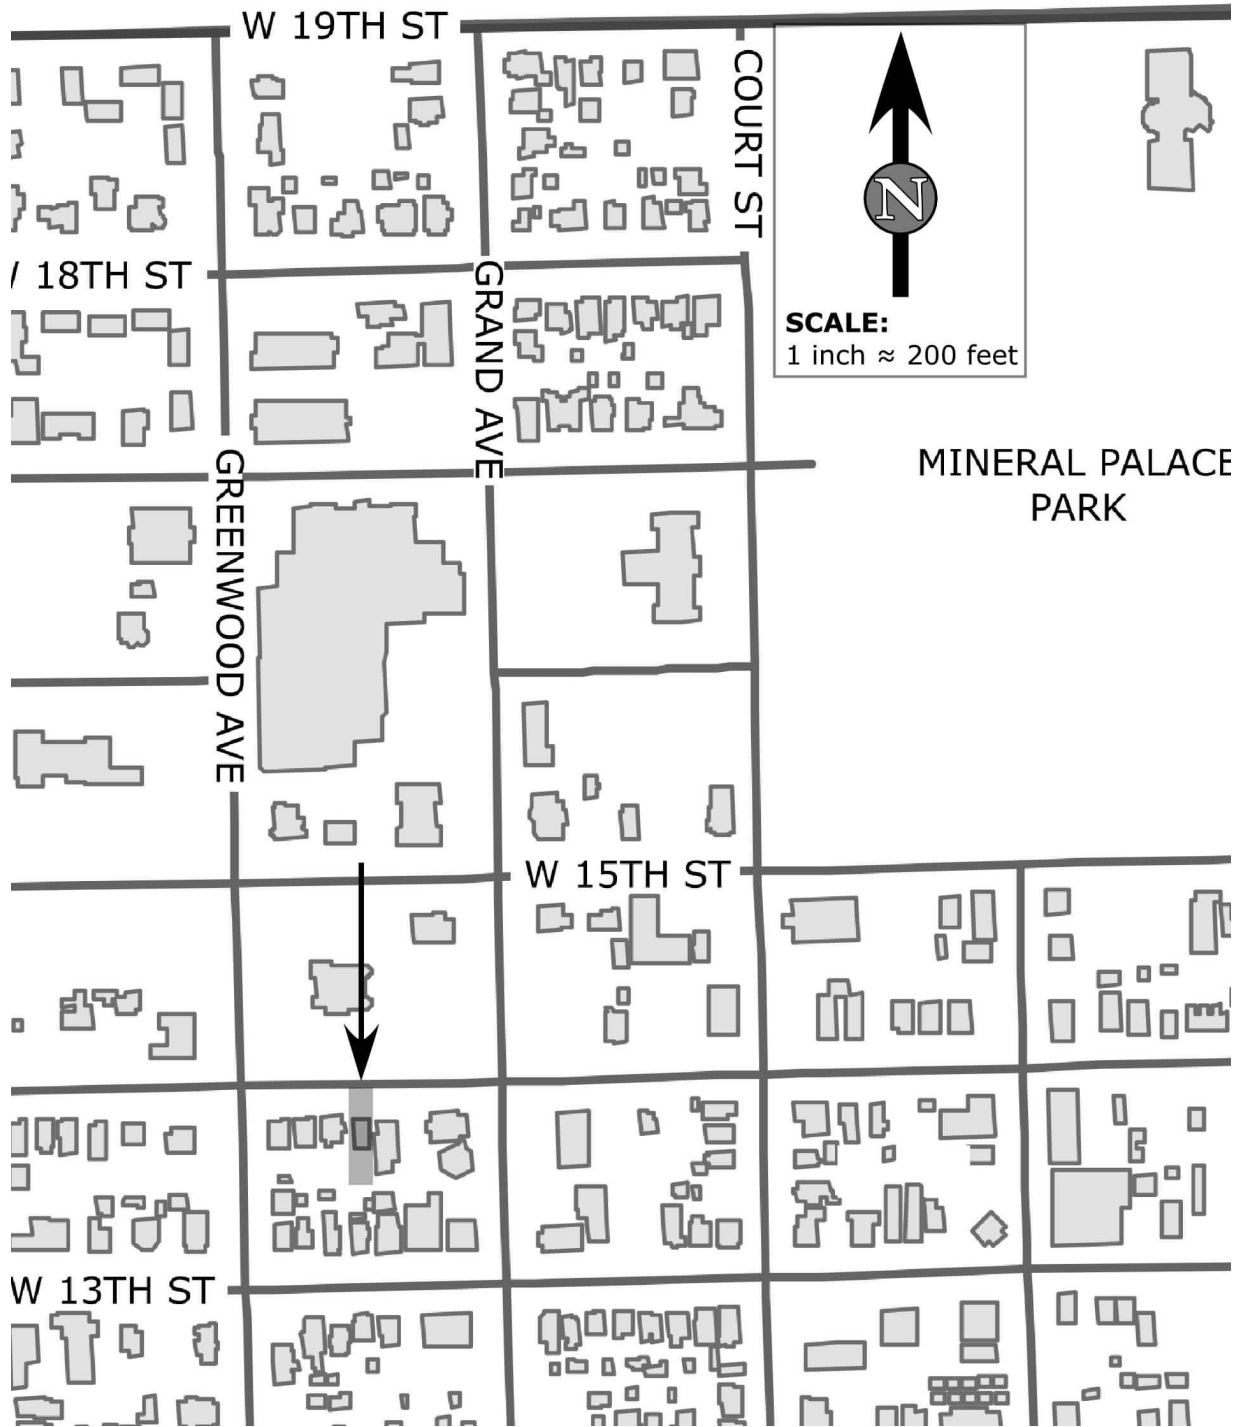 W 19TH ST
COURT ST
N
/ 18TH ST
GRAND AVE
SCALE:
1 inch ≈ 200 feet
GREENWOOD AVE
MINERAL PALACE
PARK
W 15TH ST
W 13TH ST